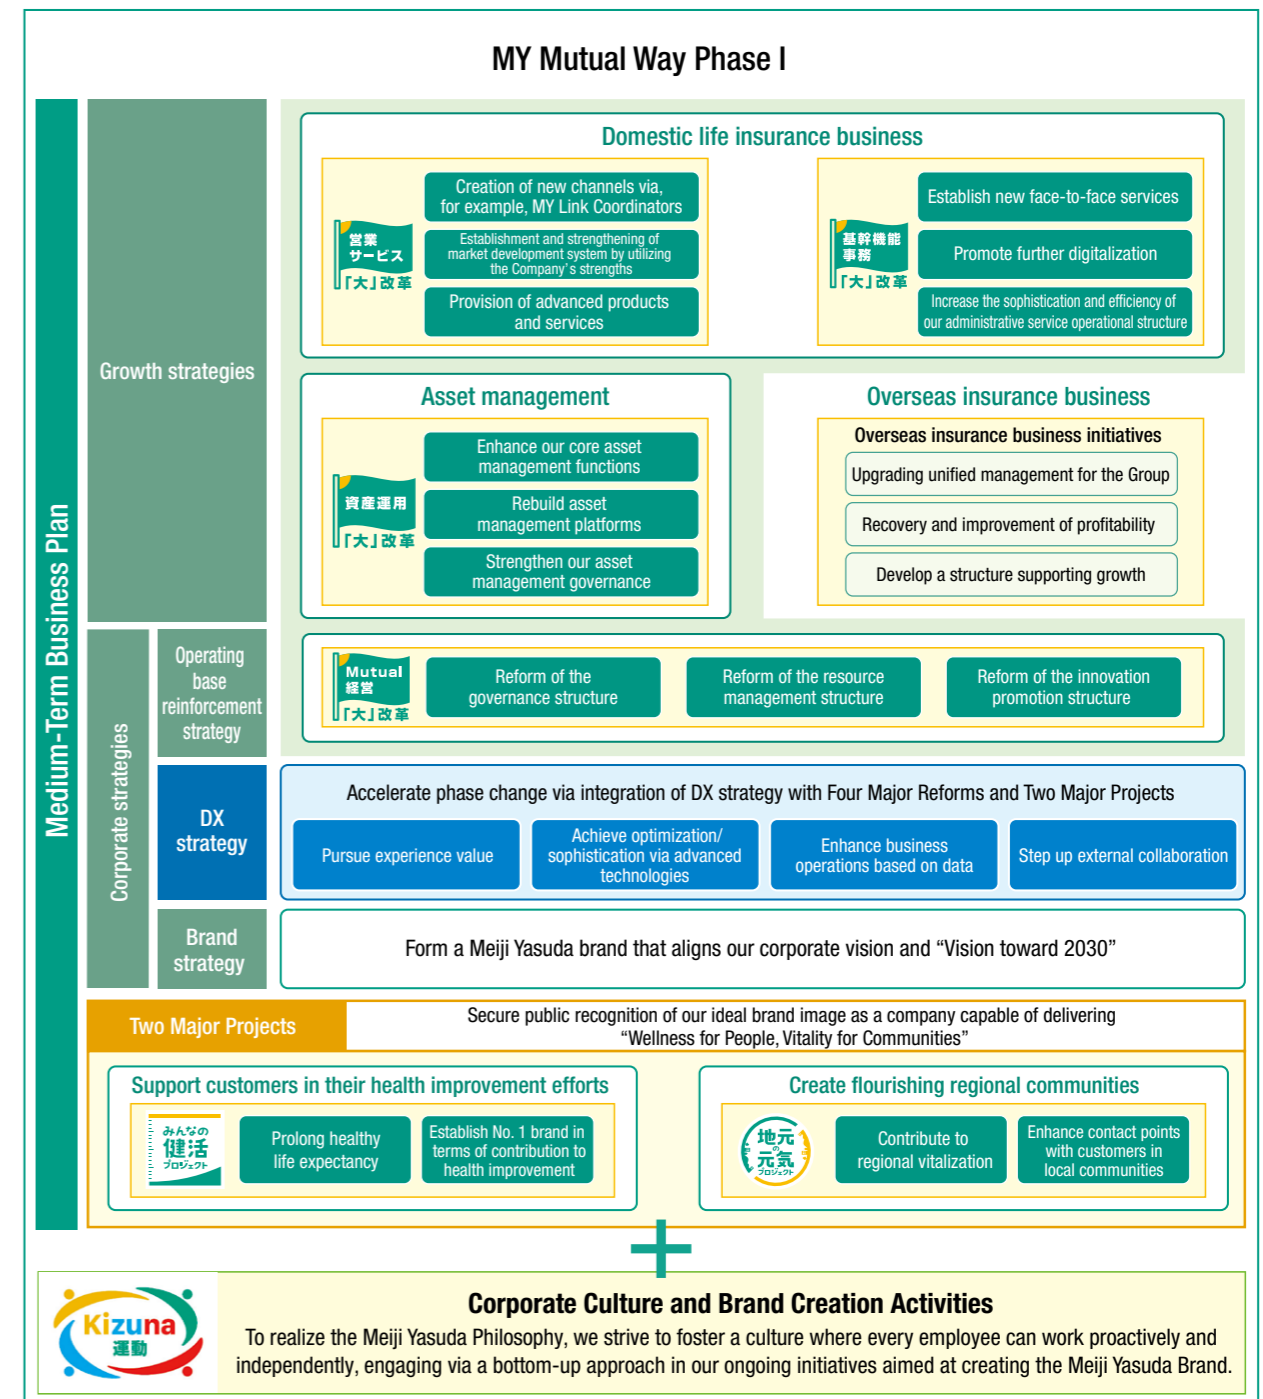 MY Mutual Way Phase I
Medium-Term Business Plan
Growth strategies
Domestic life insurance business
営業
サービス
「大」改革
Creation of new channels via,
for example, MY Link Coordinators
Establishment and strengthening of
market development system by utilizing
the Company's strengths
Provision of advanced products
and services
基幹機能
事務
「大」改革
Establish new face-to-face services
Promote further digitalization
Increase the sophistication and efficiency of
our administrative service operational structure
Asset management
資産運用
「大」改革
Enhance our core asset
management functions
Rebuild asset
management platforms
Strengthen our asset
management governance
Overseas insurance business
Overseas insurance business initiatives
Upgrading unified management for the Group
Recovery and improvement of profitability
Develop a structure supporting growth
Corporate strategies
Operating
base
reinforcement
strategy
Mutual
経営
「大」改革
Reform of the
governance structure
Reform of the resource
management structure
Reform of the innovation
promotion structure
DX
strategy
Accelerate phase change via integration of DX strategy with Four Major Reforms and Two Major Projects
Pursue experience value
Achieve optimization/
sophistication via advanced
technologies
Enhance business
operations based on data
Step up external collaboration
Brand
strategy
Form a Meiji Yasuda brand that aligns our corporate vision and “Vision toward 2030”
Two Major Projects
Secure public recognition of our ideal brand image as a company capable of delivering
“Wellness for People, Vitality for Communities”
Support customers in their health improvement efforts
みんなの
健活
プロジェクト
Prolong healthy
life expectancy
Establish No. 1 brand in
terms of contribution to
health improvement
Create flourishing regional communities
地元
の
元気
プロジェクト
Contribute to
regional vitalization
Enhance contact points
with customers in
local communities
+
Kizuna
運動
Corporate Culture and Brand Creation Activities
To realize the Meiji Yasuda Philosophy, we strive to foster a culture where every employee can work proactively and
independently, engaging via a bottom-up approach in our ongoing initiatives aimed at creating the Meiji Yasuda Brand.